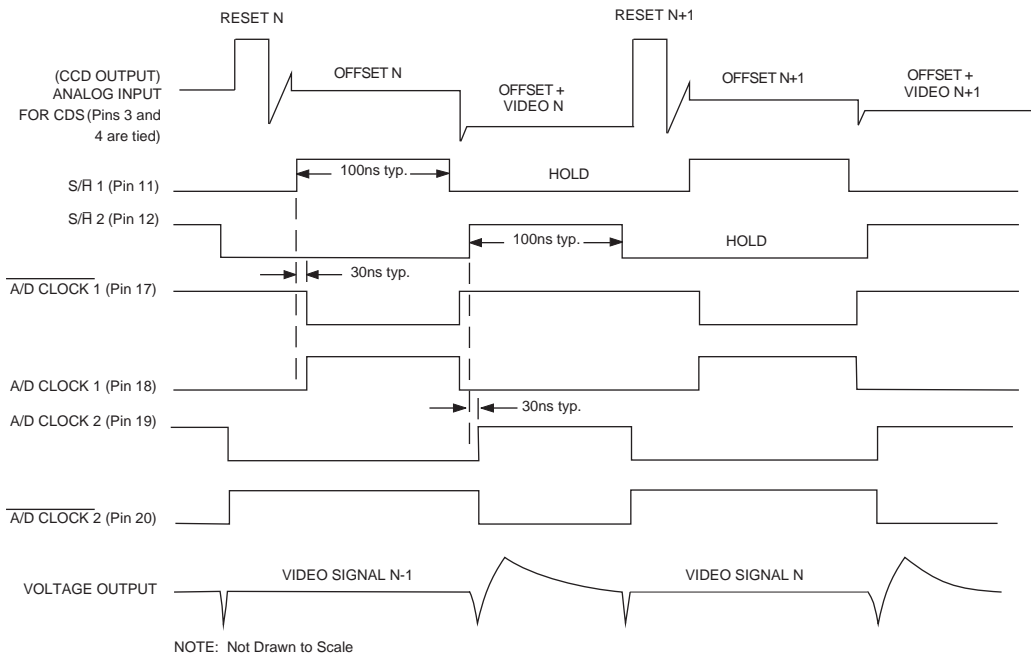 RESET N
RESET N+1
(CCD OUTPUT)
ANALOG INPUT
FOR CDS (Pins 3 and
4 are tied)
OFFSET N
OFFSET +
VIDEO N
OFFSET N+1
OFFSET +
VIDEO N+1
S/H̅ 1 (Pin 11)
100ns typ.
HOLD
S/H̅ 2 (Pin 12)
100ns typ.
HOLD
30ns typ.
A/D CLOCK 1 (Pin 17)
A/D CLOCK 1 (Pin 18)
30ns typ.
A/D CLOCK 2 (Pin 19)
A/D CLOCK 2 (Pin 20)
VOLTAGE OUTPUT
VIDEO SIGNAL N-1
VIDEO SIGNAL N
NOTE: Not Drawn to Scale